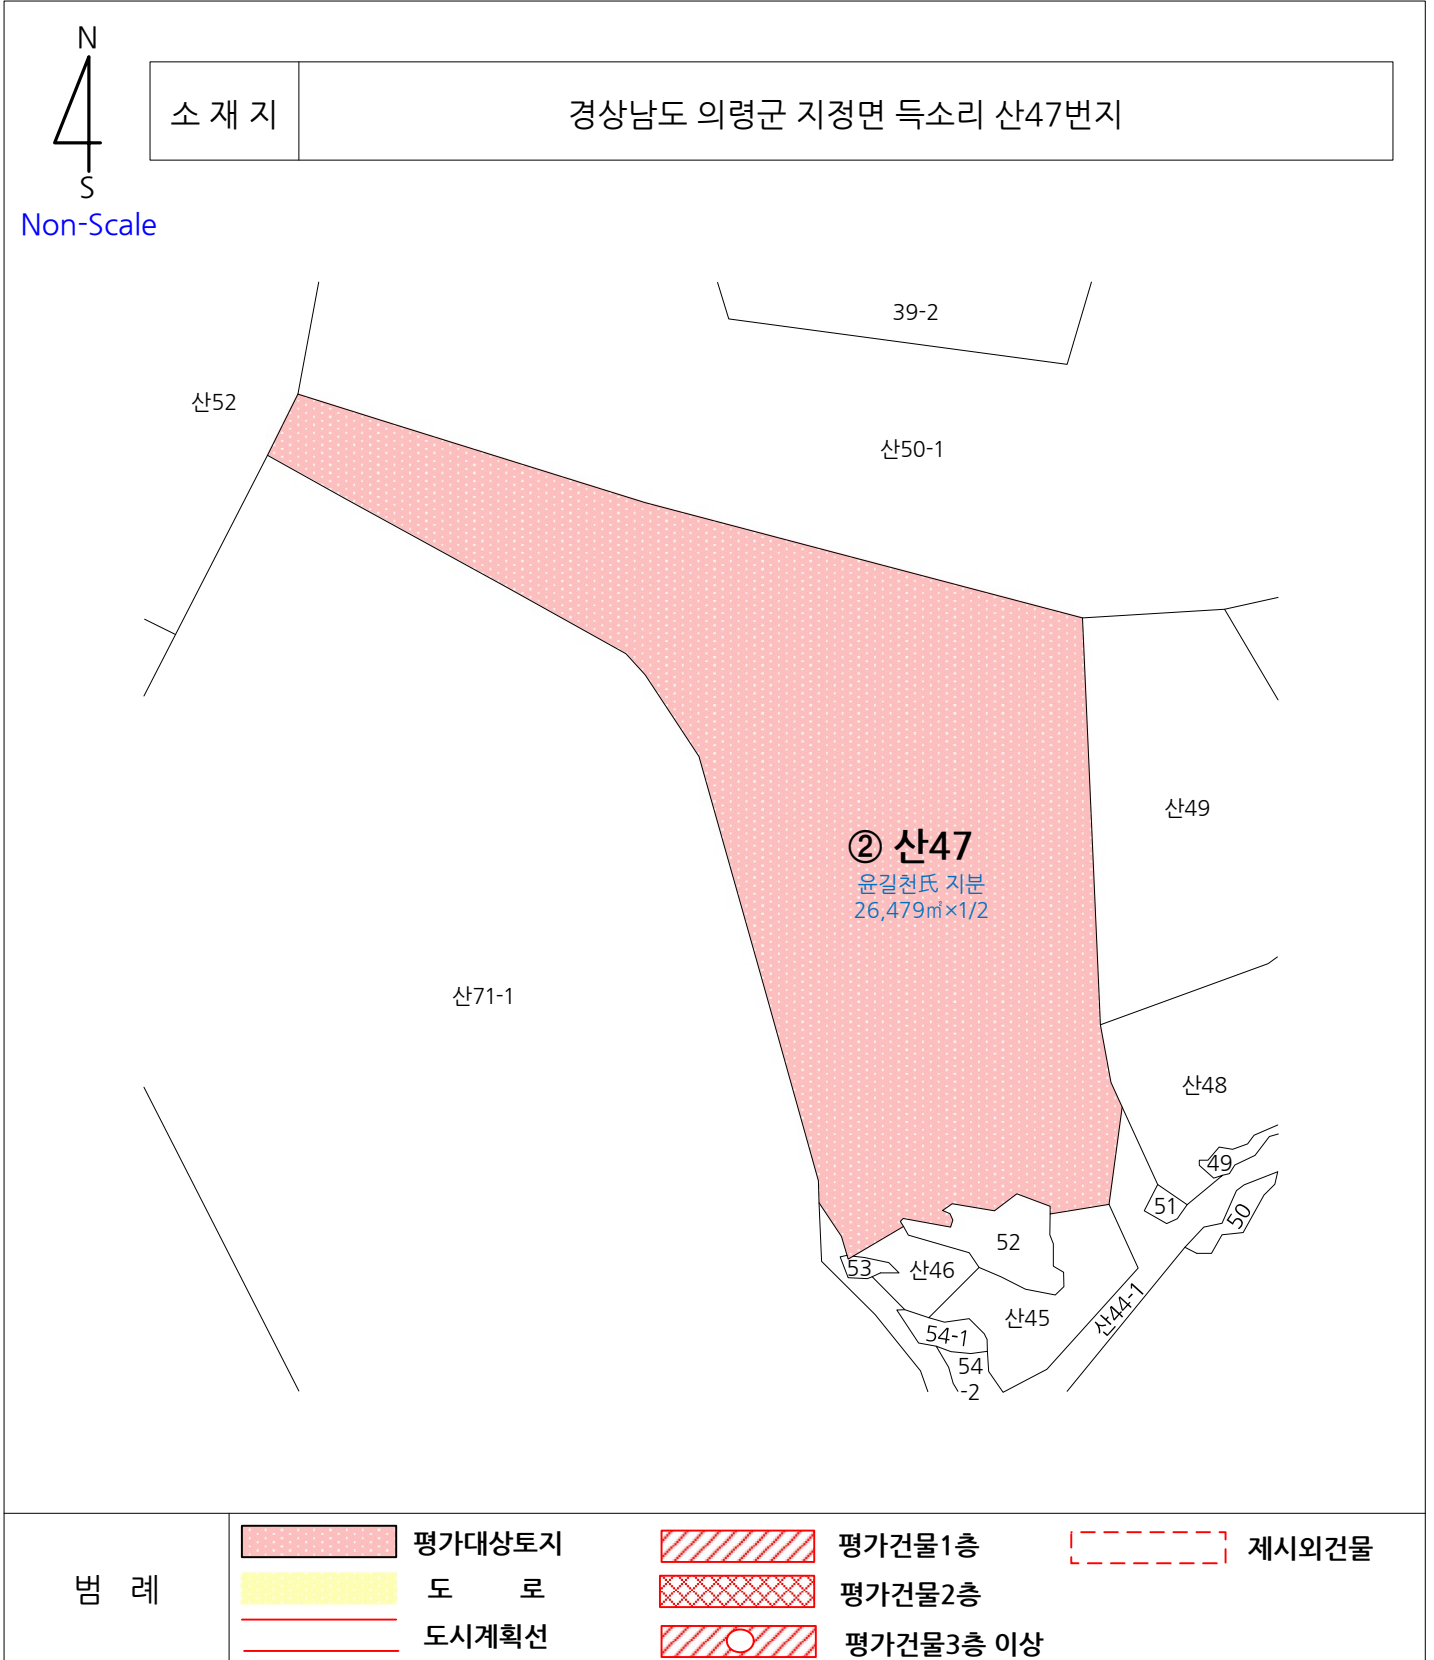 N
S
Non-Scale
소 재 지
경상남도 의령군 지정면 득소리 산47번지
39-2
산52
산50-1
산49
② 산47
윤길천氏 지분
26,479㎡×1/2
산71-1
산48
49
51
50
52
53
산46
산45
산44-1
54-1
54
-2
범 례
평가대상토지
도 로
도시계획선
평가건물1층
평가건물2층
평가건물3층 이상
제시외건물